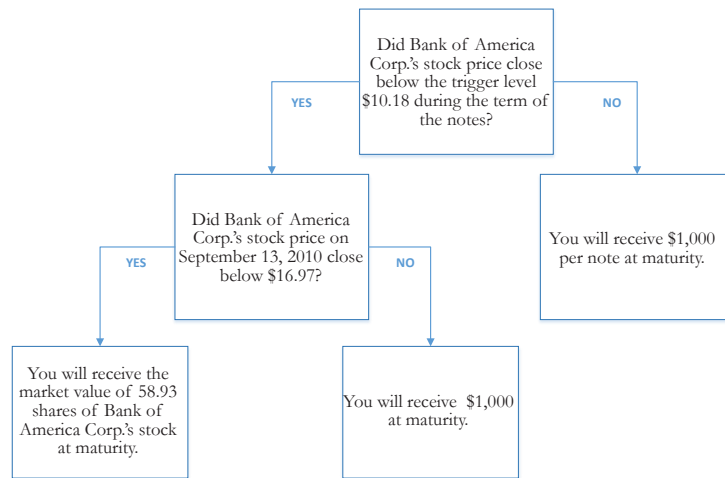 Did Bank of America
Corp.'s stock price close
below the trigger level
$10.18 during the term of
the notes?
YES
NO
Did Bank of America
Corp.'s stock price on
September 13, 2010 close
below $16.97?
You will receive $1,000
per note at maturity.
YES
NO
You will receive the
market value of 58.93
shares of Bank of
America Corp.'s stock
at maturity.
You will receive $1,000
at maturity.